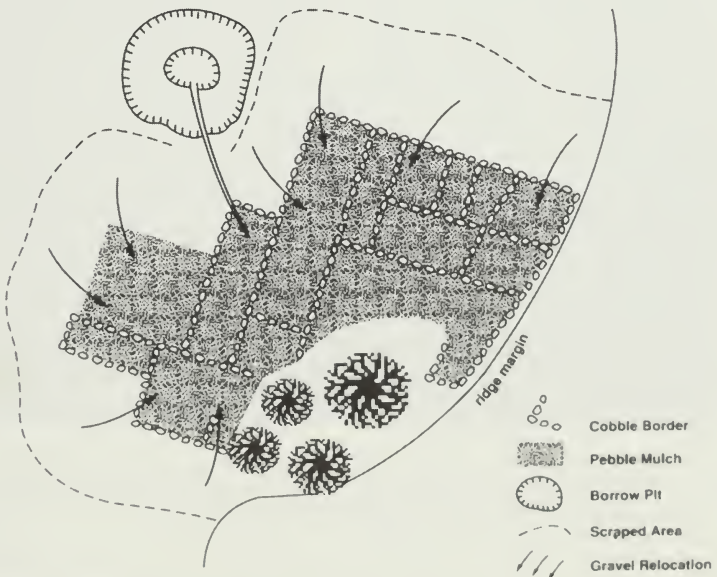 ridge margin
Cobble Border
Pebble Mulch
Borrow Pit
Scraped Area
Gravel Relocation